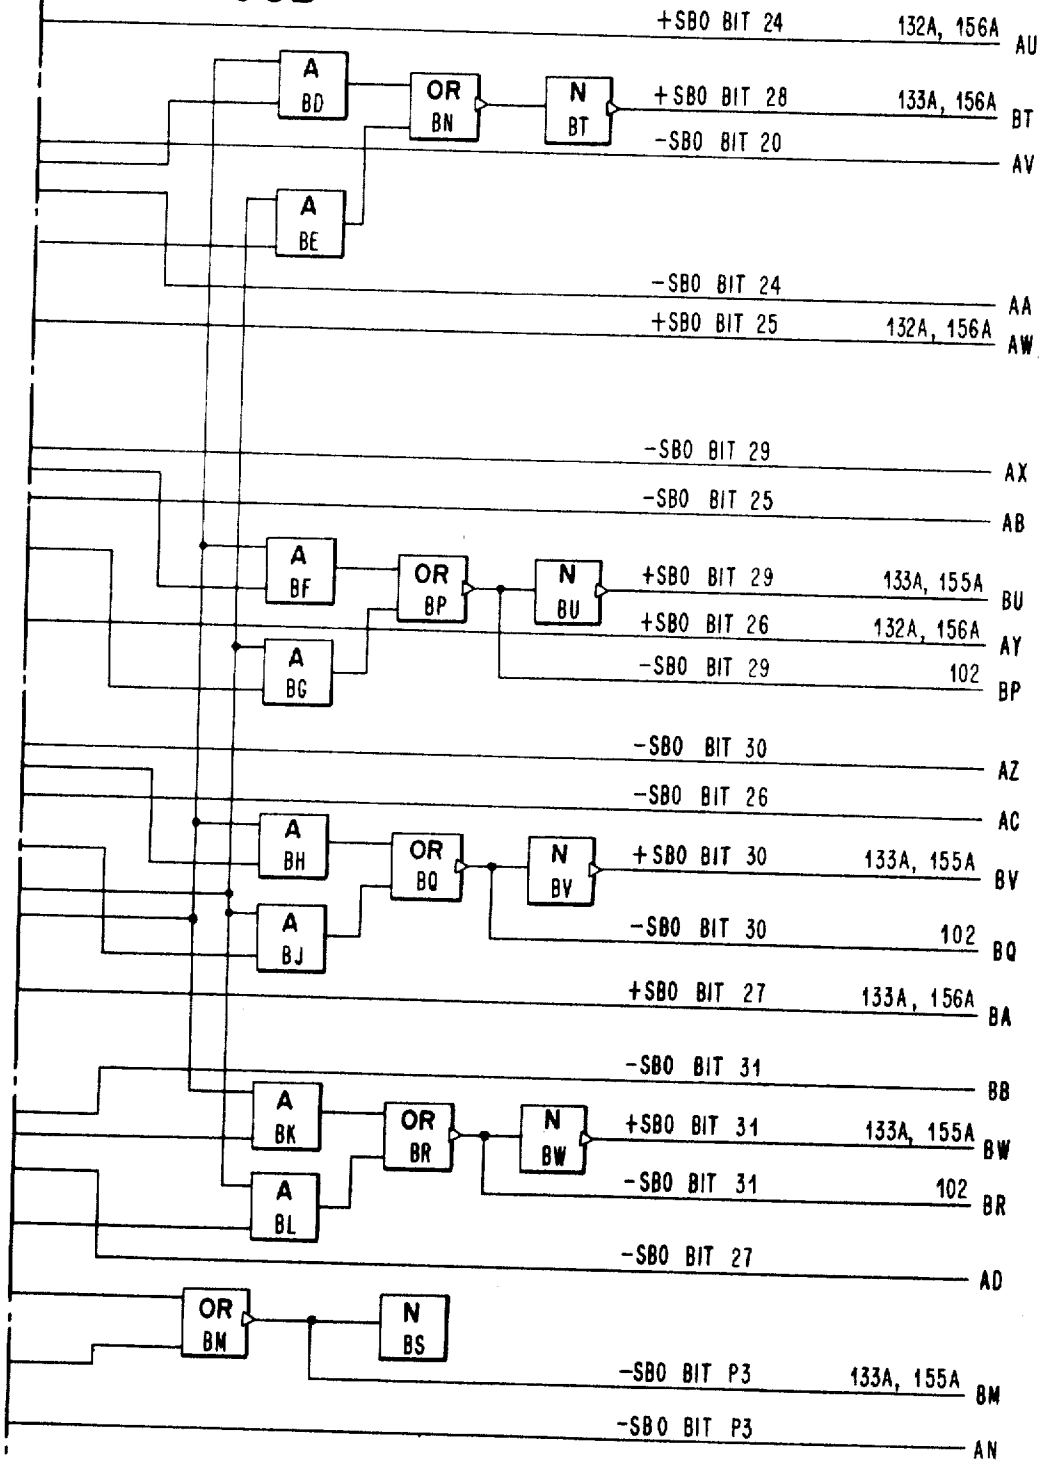 +SBO BIT 24 132A, 156A AU
A
BD
OR
BN
N
BT
+SBO BIT 28 133A, 156A BT
-SBO BIT 20 AV
A
BE
-SBO BIT 24 AA
+SBO BIT 25 132A, 156A AW
-SBO BIT 29 AX
-SBO BIT 25 AB
A
BF
OR
BP
N
BU
+SBO BIT 29 133A, 155A BU
+SBO BIT 26 132A, 156A AY
A
BG
-SBO BIT 29 102 BP
-SBO BIT 30 AZ
-SBO BIT 26 AC
A
BH
OR
BQ
N
BV
+SBO BIT 30 133A, 155A BV
A
BJ
-SBO BIT 30 102 BQ
+SBO BIT 27 133A, 156A BA
-SBO BIT 31 BB
A
BK
OR
BR
N
BW
+SBO BIT 31 133A, 155A BW
A
BL
-SBO BIT 31 102 BR
-SBO BIT 27 AD
OR
BM
N
BS
-SBO BIT P3 133A, 155A BM
-SBO BIT P3 AN